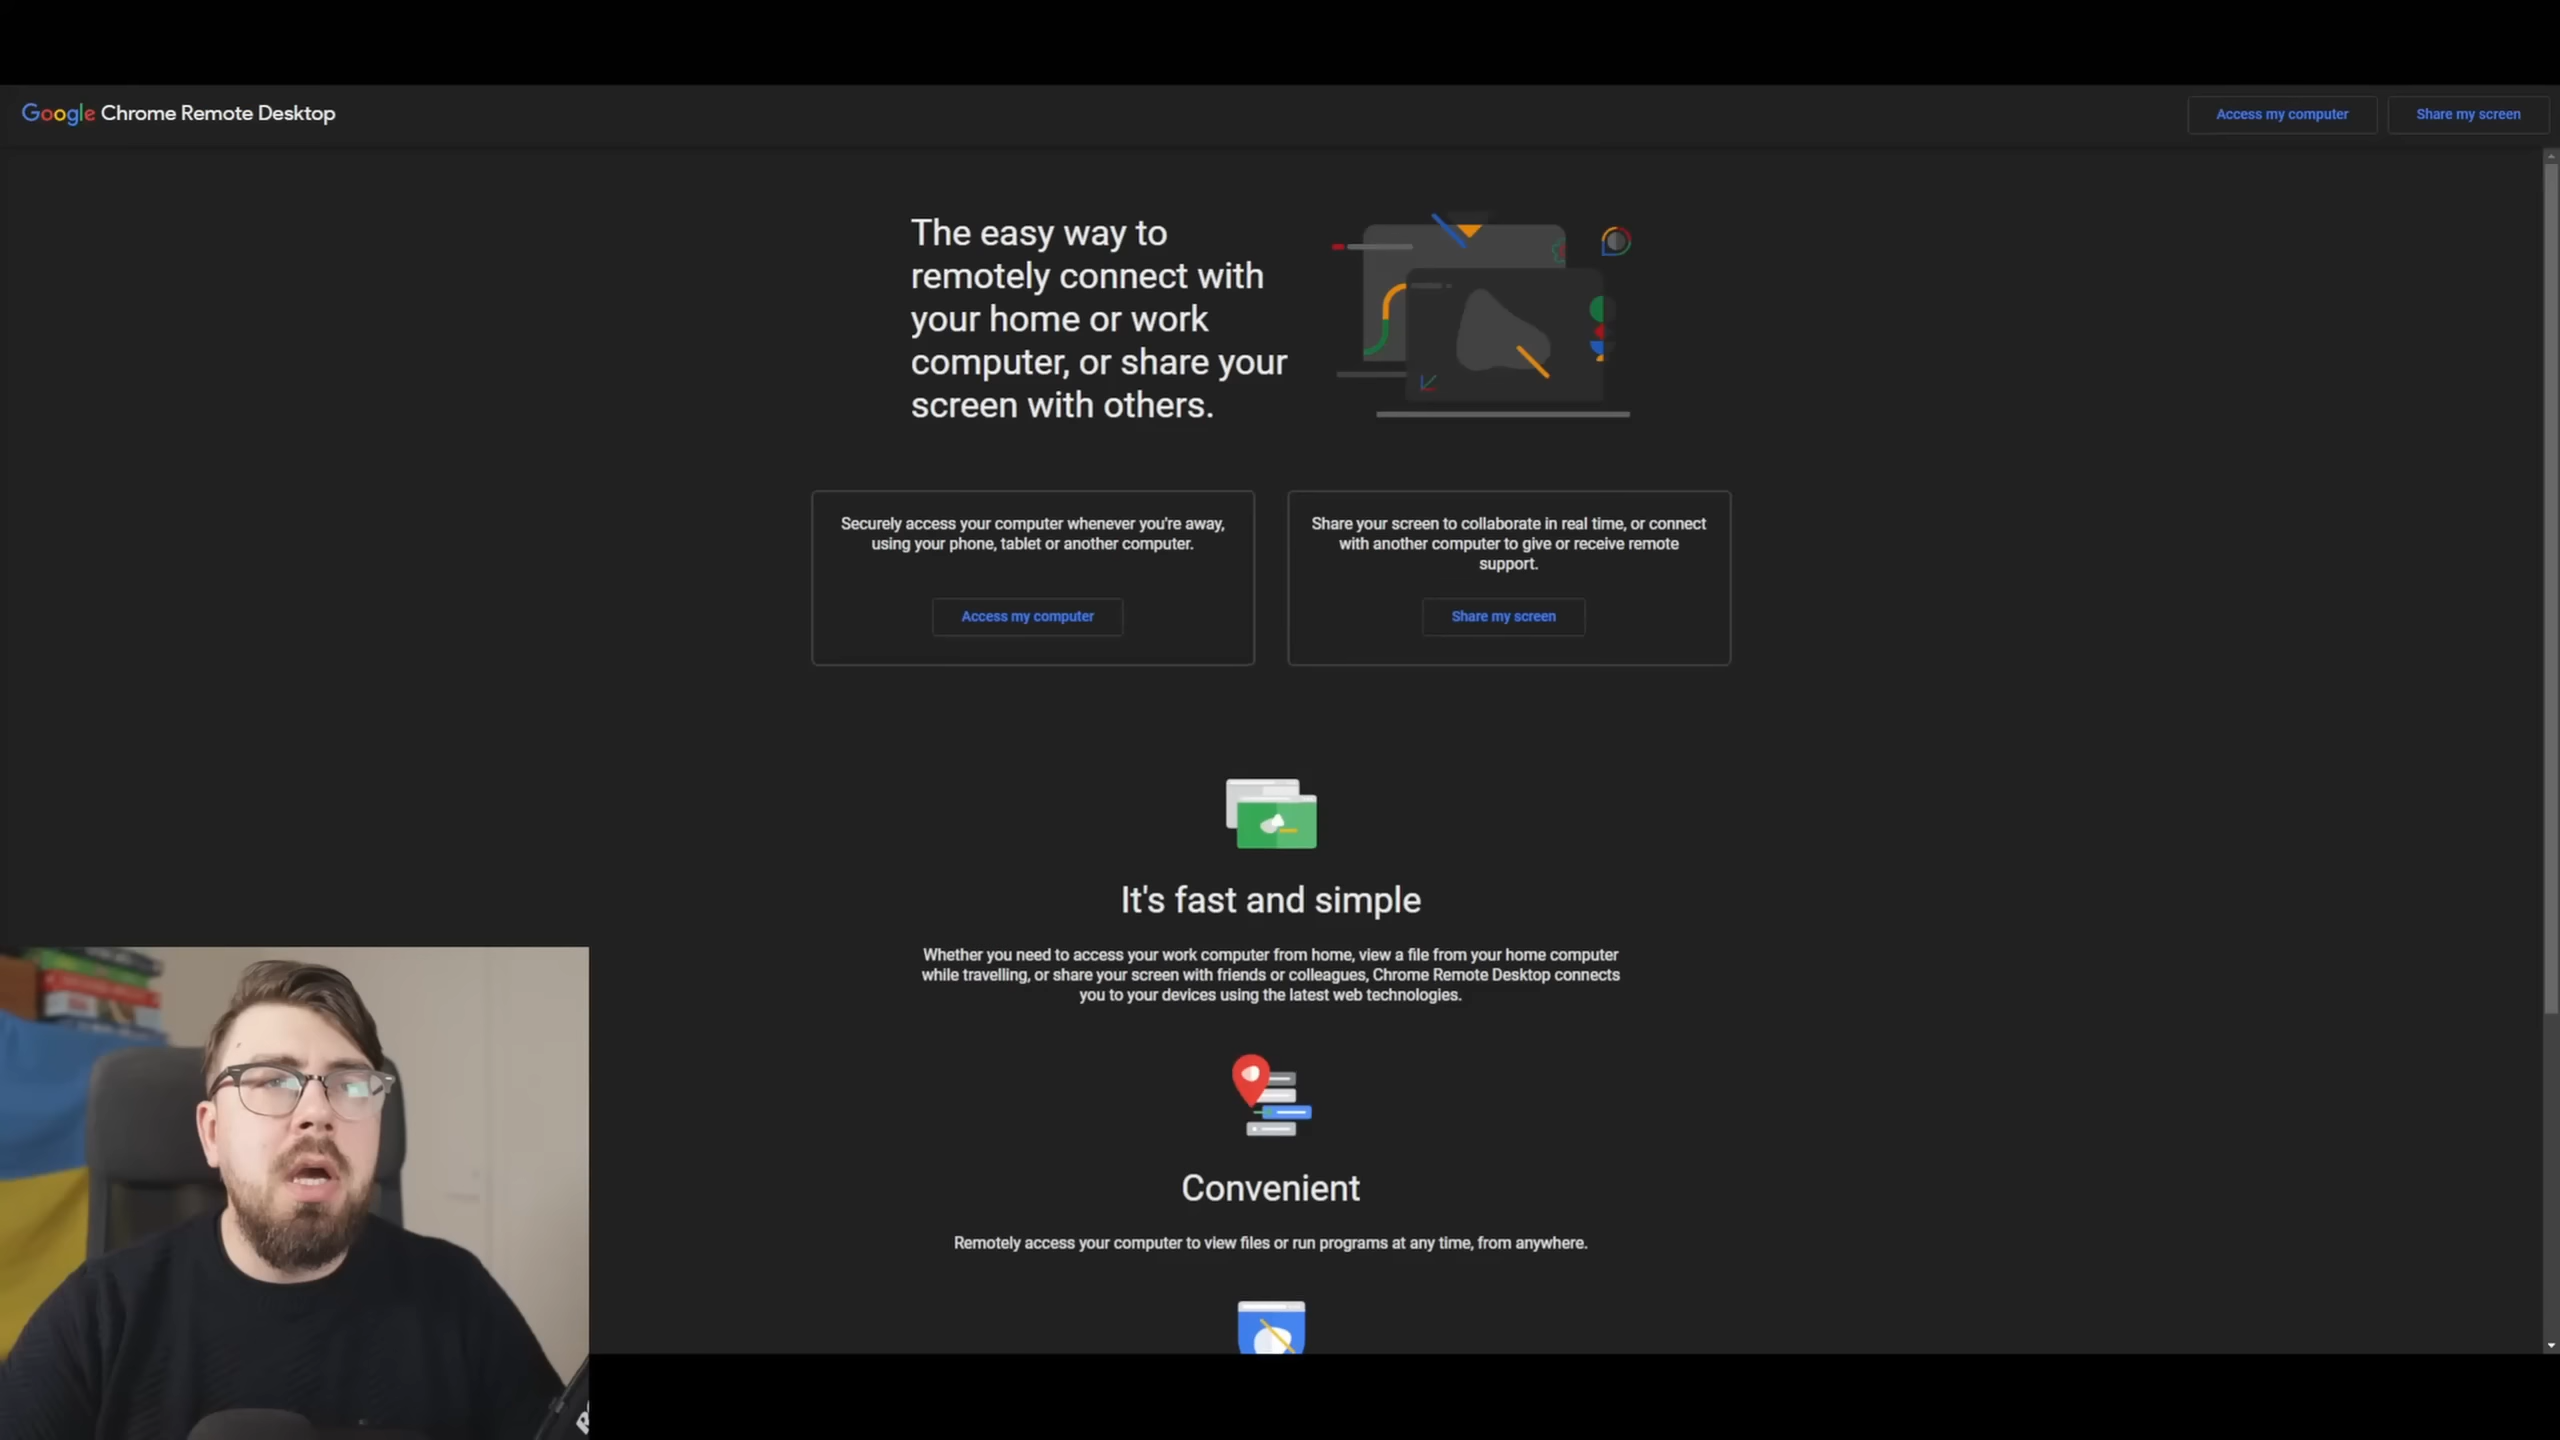 Google Chrome Remote Desktop
Access my computer
Share my screen
The easy way to
remotely connect with
your home or work
computer, or share your
screen with others.
Securely access your computer whenever you're away,
using your phone, tablet or another computer.
Access my computer
Share your screen to collaborate in real time, or connect
with another computer to give or receive remote
support.
Share my screen
It's fast and simple
Whether you need to access your work computer from home, view a file from your home computer
while travelling, or share your screen with friends or colleagues, Chrome Remote Desktop connects
you to your devices using the latest web technologies.
Convenient
Remotely access your computer to view files or run programs at any time, from anywhere.